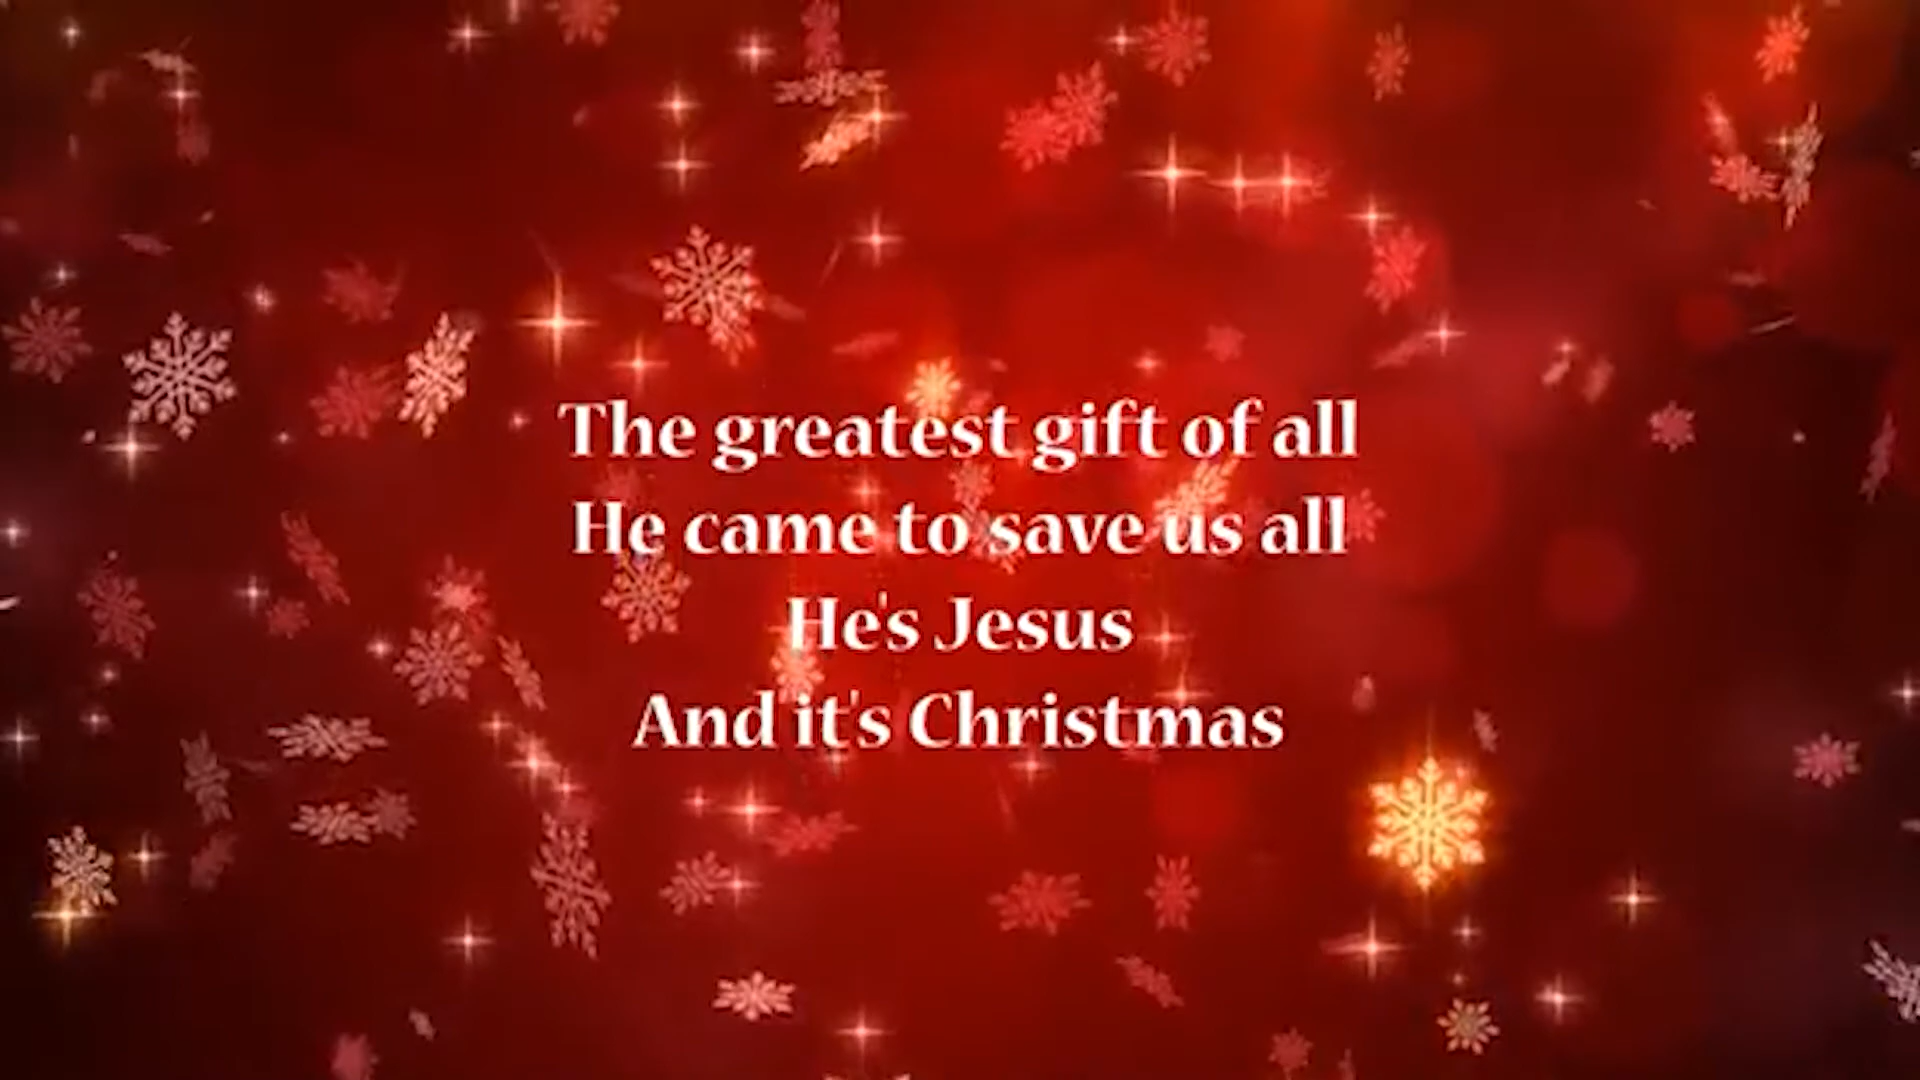 The greatest gift of all
He came to save us all
He's Jesus
And it's Christmas